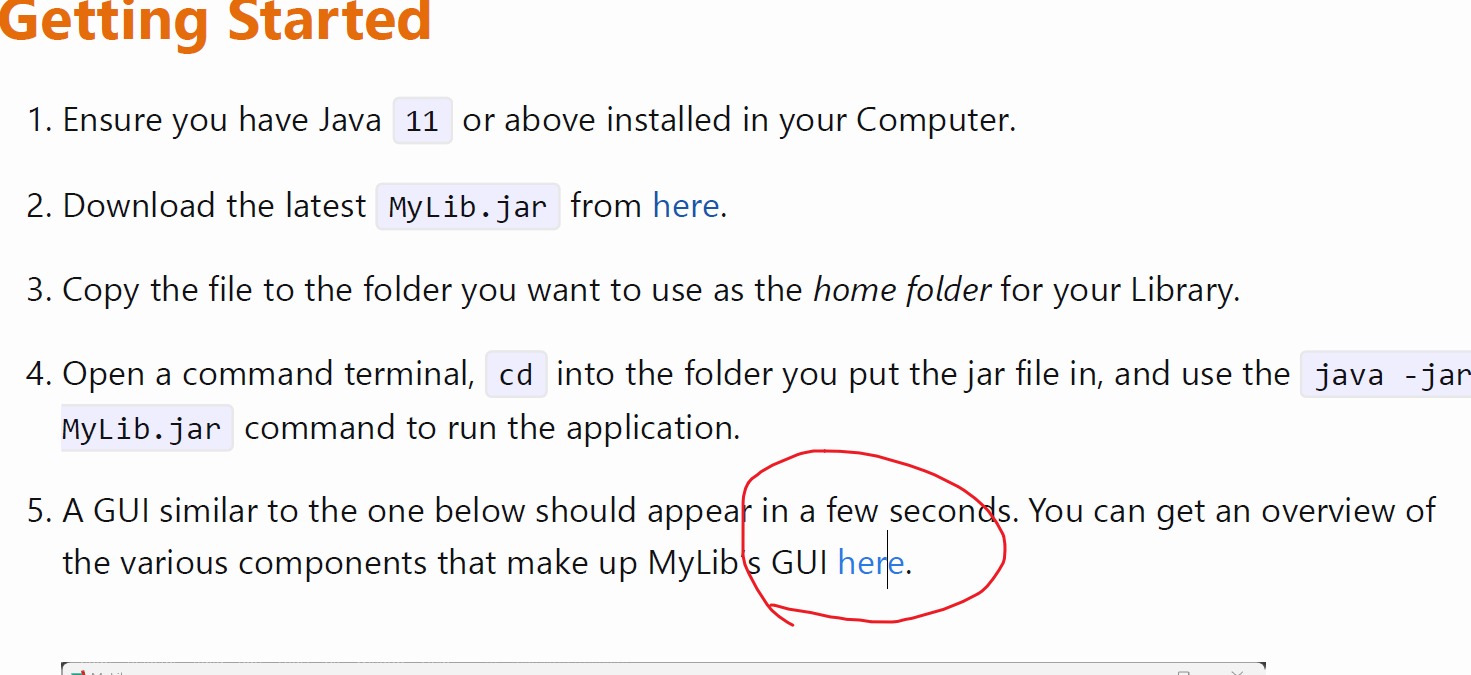 Getting Started
1. Ensure you have Java 11 or above installed in your Computer.
2. Download the latest MyLib.jar from here.
3. Copy the file to the folder you want to use as the home folder for your Library.
4. Open a command terminal, cd into the folder you put the jar file in, and use the java -jar
MyLib.jar command to run the application.
5. A GUI similar to the one below should appear in a few seconds. You can get an overview of
the various components that make up MyLib's GUI here.